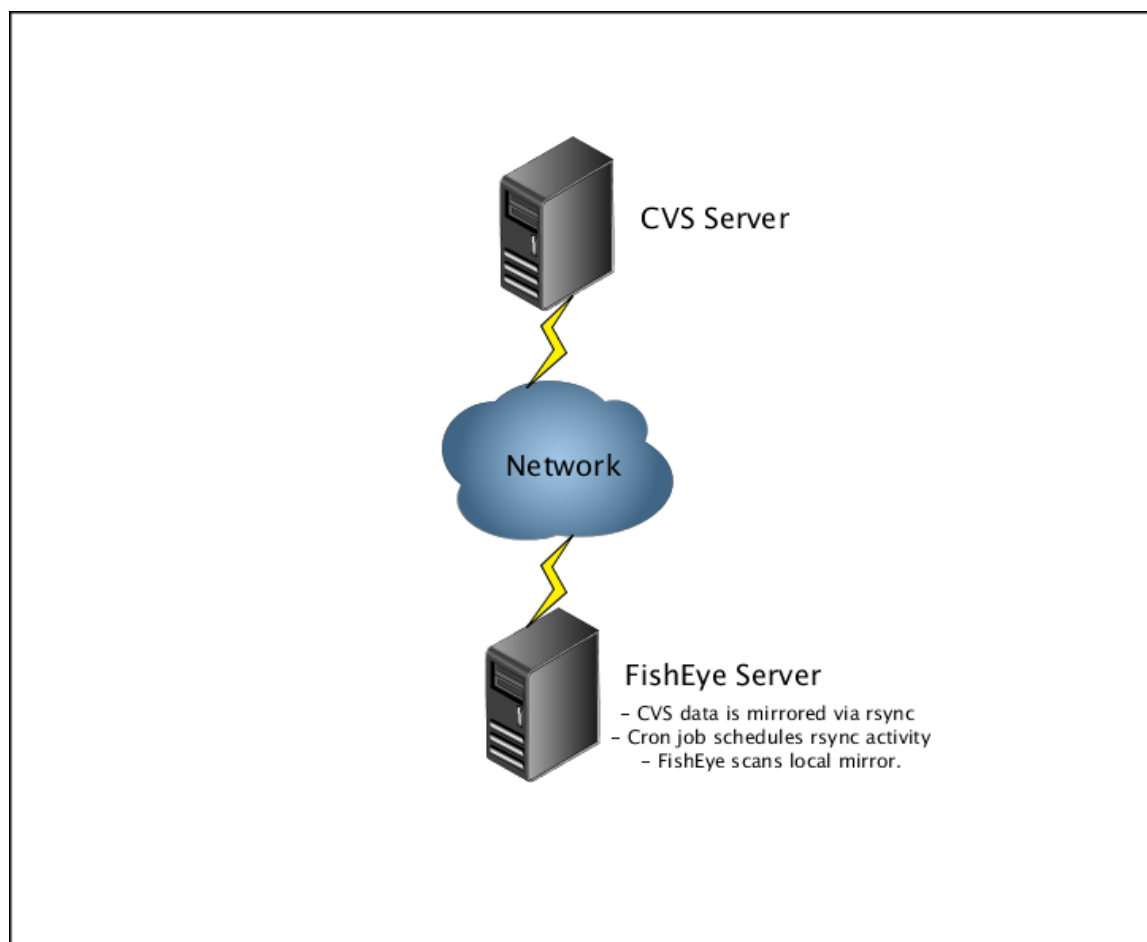 CVS Server
Network
FishEye Server
– CVS data is mirrored via rsync
– Cron job schedules rsync activity
– FishEye scans local mirror.